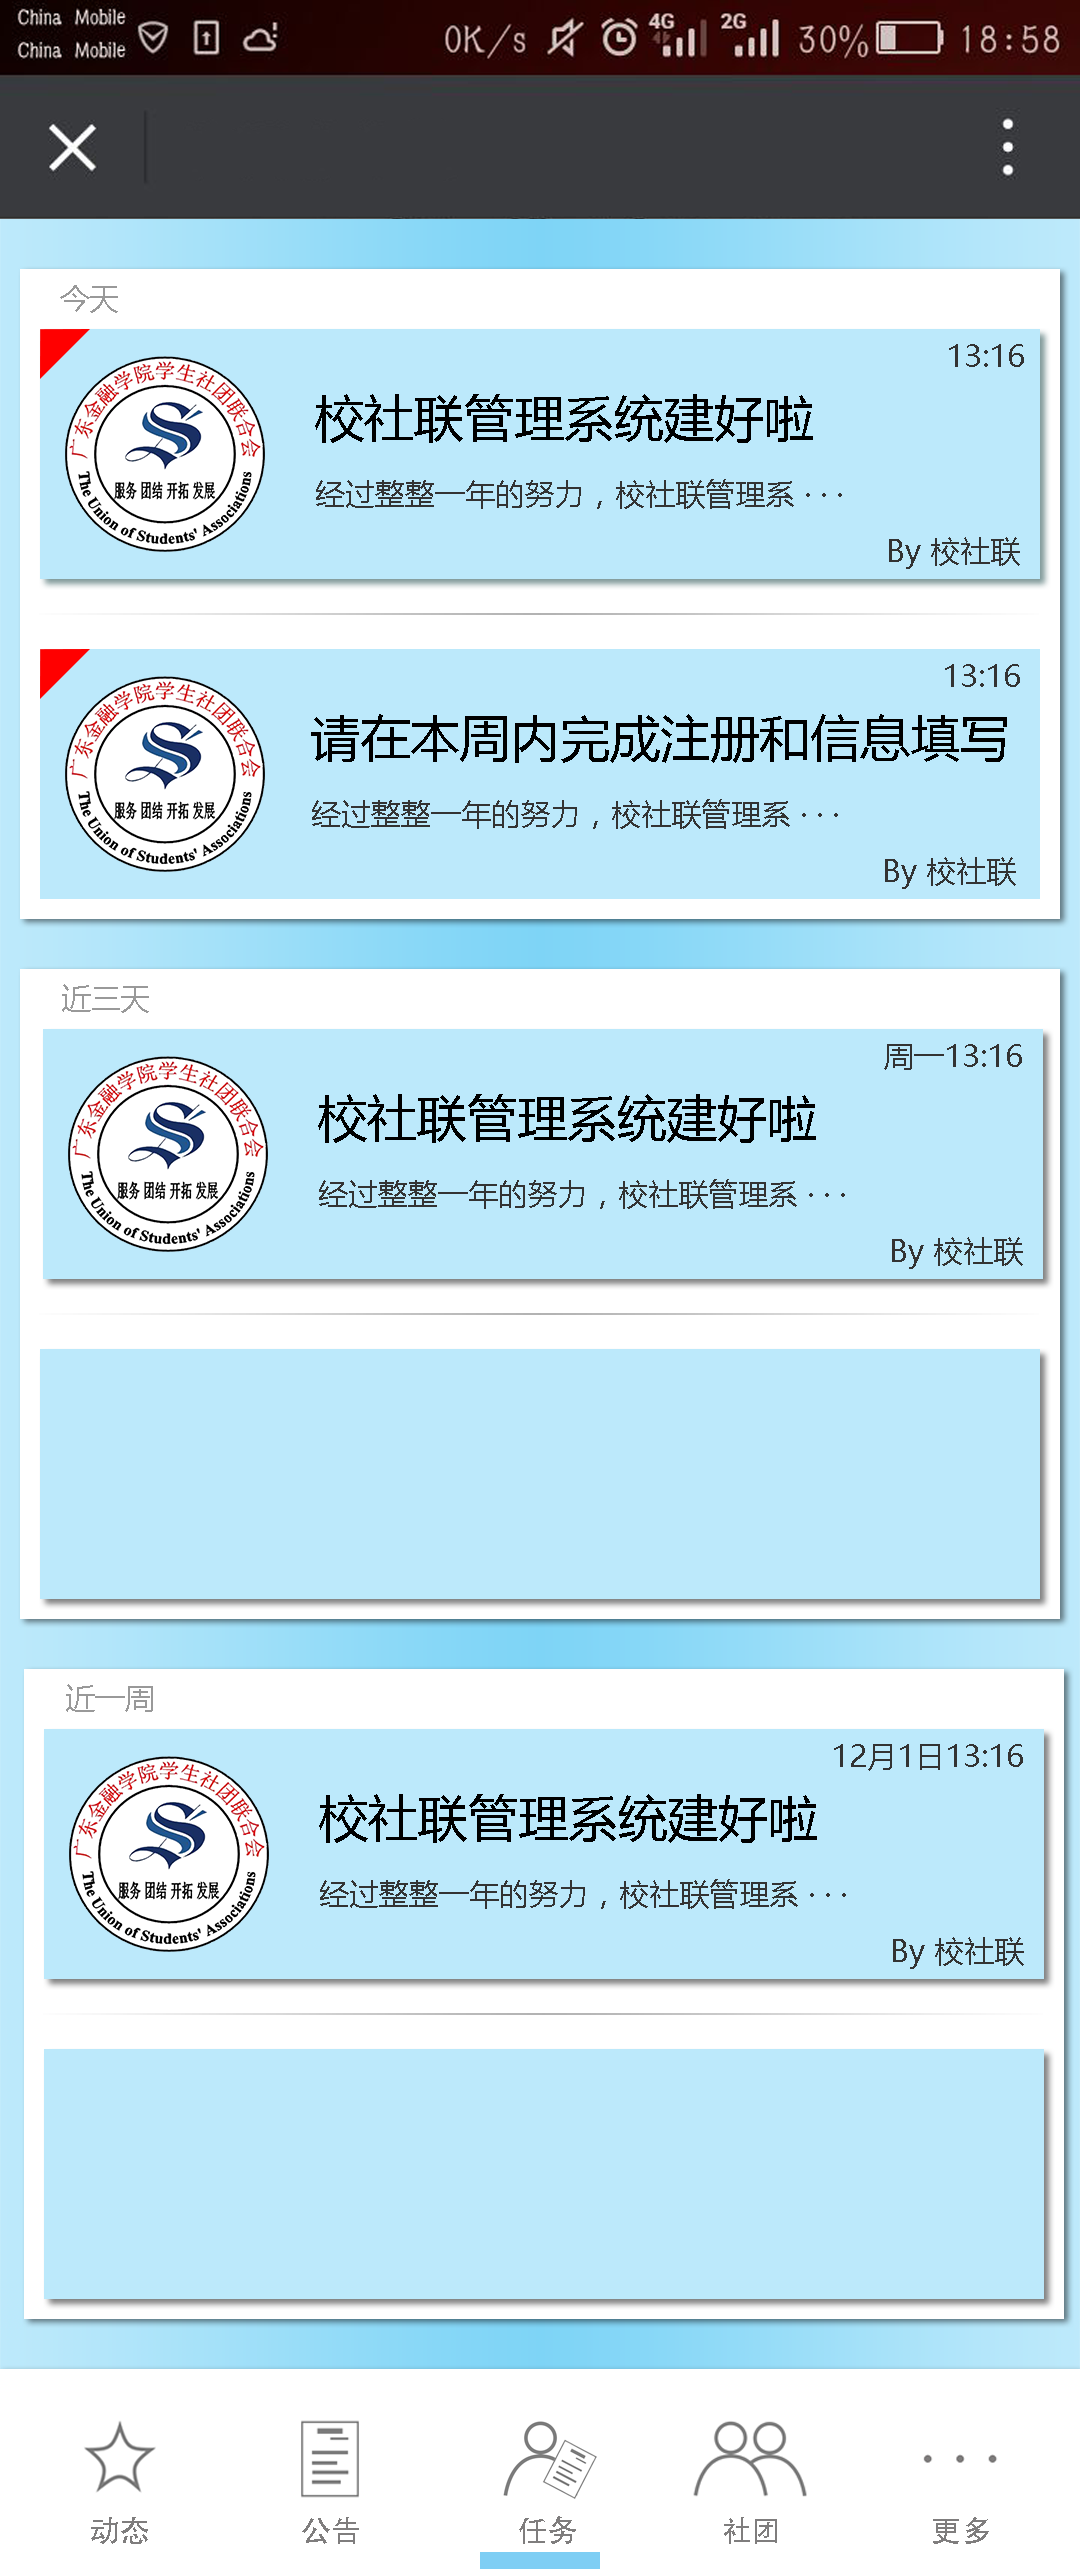 China Mobile
China Mobile
0K/s 4G 2G 30% 18:58
今天
13:16
广东金融学院学生社团联合会
服务 团结 开拓 发展
The Union of Students' Associations
校社联管理系统建好啦
经过整整一年的努力，校社联管理系 · · ·
By 校社联
13:16
广东金融学院学生社团联合会
服务 团结 开拓 发展
The Union of Students' Associations
请在本周内完成注册和信息填写
经过整整一年的努力，校社联管理系 · · ·
By 校社联
近三天
周一13:16
广东金融学院学生社团联合会
服务 团结 开拓 发展
The Union of Students' Associations
校社联管理系统建好啦
经过整整一年的努力，校社联管理系 · · ·
By 校社联
近一周
12月1日13:16
广东金融学院学生社团联合会
服务 团结 开拓 发展
The Union of Students' Associations
校社联管理系统建好啦
经过整整一年的努力，校社联管理系 · · ·
By 校社联
动态 公告 任务 社团 更多